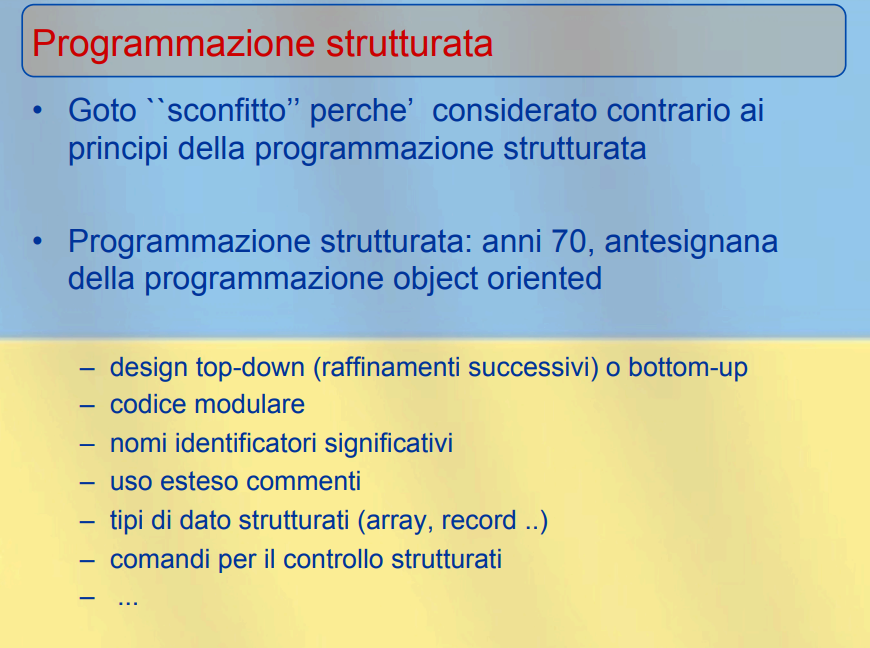 Programmazione strutturata
• Goto ``sconfitto’’ perche’ considerato contrario ai
principi della programmazione strutturata
• Programmazione strutturata: anni 70, antesignana
della programmazione object oriented
– design top-down (raffinamenti successivi) o bottom-up
– codice modulare
– nomi identificatori significativi
– uso esteso commenti
– tipi di dato strutturati (array, record ..)
– comandi per il controllo strutturati
– ...